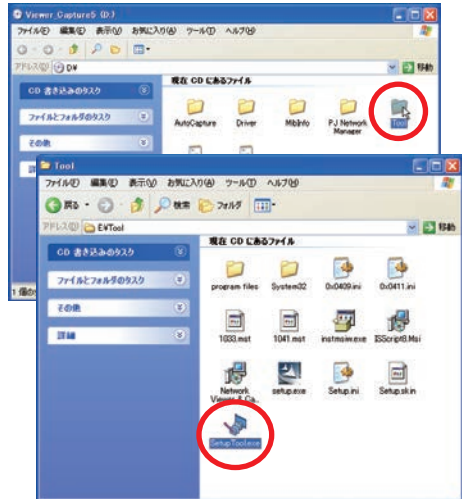 Viewer_Capture5 (D:)
ファイル(F) 編集(E) 表示(V) お気に入り(A) ツール(T) ヘルプ(H)
アドレス(D) D:¥ 移動
CD 書き込みのタスク
現在 CD にあるファイル
ファイルとフォルダのタスク
その他
AutoCapture Driver MibInfo PJ Network Manager Tool
Tool
ファイル(F) 編集(E) 表示(V) お気に入り(A) ツール(T) ヘルプ(H)
戻る 検索 フォルダ
アドレス(D) E:¥Tool 移動
CD 書き込みのタスク
現在 CD にあるファイル
ファイルとフォルダのタスク
その他
詳細
program files System32 0x0409.ini 0x0411.ini
1033.mst 1041.mst instmsiw.exe ISScript8.Msi
Network Viewer & Ca... setup.exe Setup.ini Setup.skin
SetupTool.exe